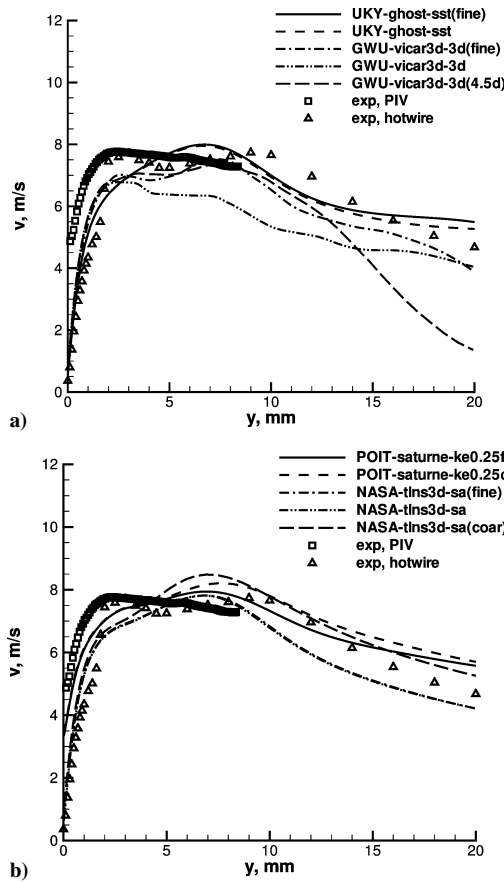 UKY-ghost-sst(fine)
UKY-ghost-sst
GWU-vicar3d-3d(fine)
GWU-vicar3d-3d
GWU-vicar3d-3d(4.5d)
exp, PIV
exp, hotwire
12
10
8
6
4
2
0
v, m/s
0 5 10 15 20
y, mm
a)
POIT-saturne-ke0.25f
POIT-saturne-ke0.25c
NASA-tlns3d-sa(fine)
NASA-tlns3d-sa
NASA-tlns3d-sa(coar)
exp, PIV
exp, hotwire
12
10
8
6
4
2
0
v, m/s
0 5 10 15 20
y, mm
b)